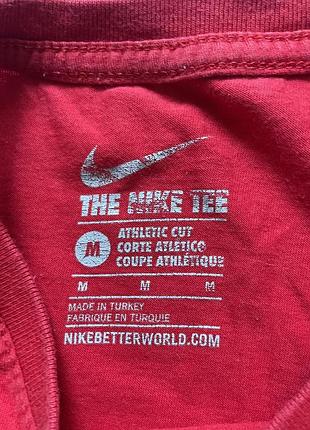 THE NIKE TEE
M
ATHLETIC CUT
CORTE ATLÉTICO
COUPE ATHLÉTIQUE
M M M
MADE IN TURKEY
FABRIQUE EN TURQUIE
NIKEBETTERWORLD.COM